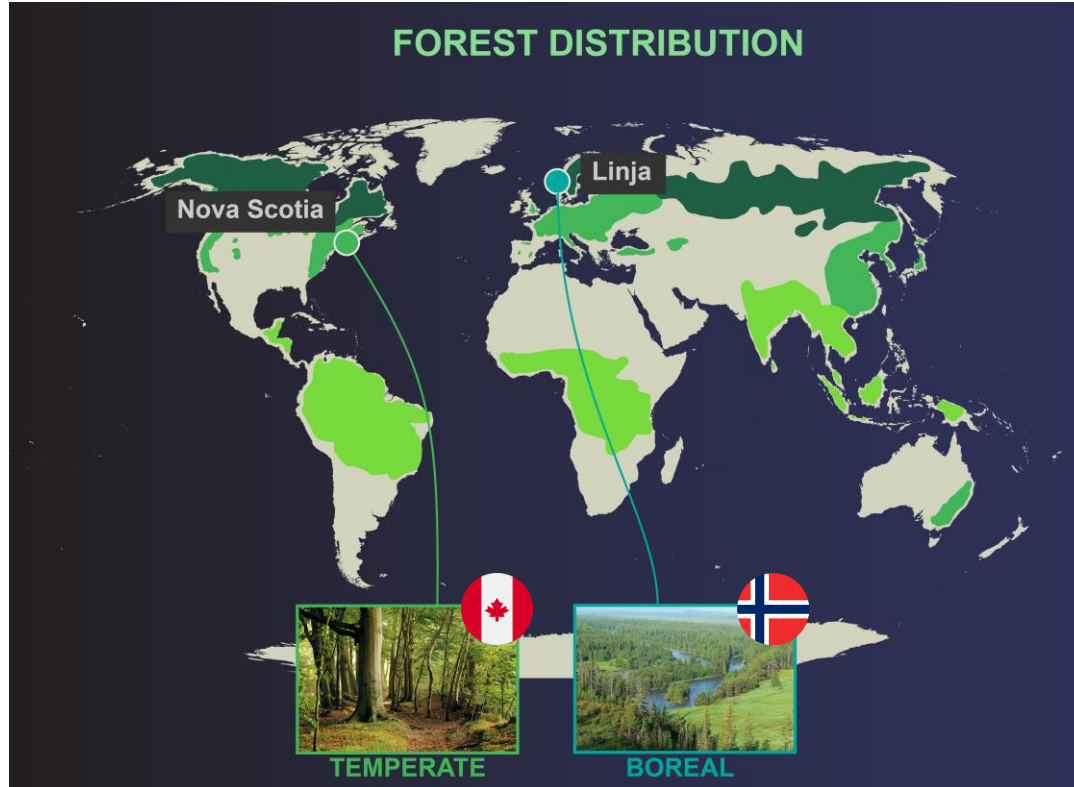 FOREST DISTRIBUTION
Linja
Nova Scotia
TEMPERATE
BOREAL